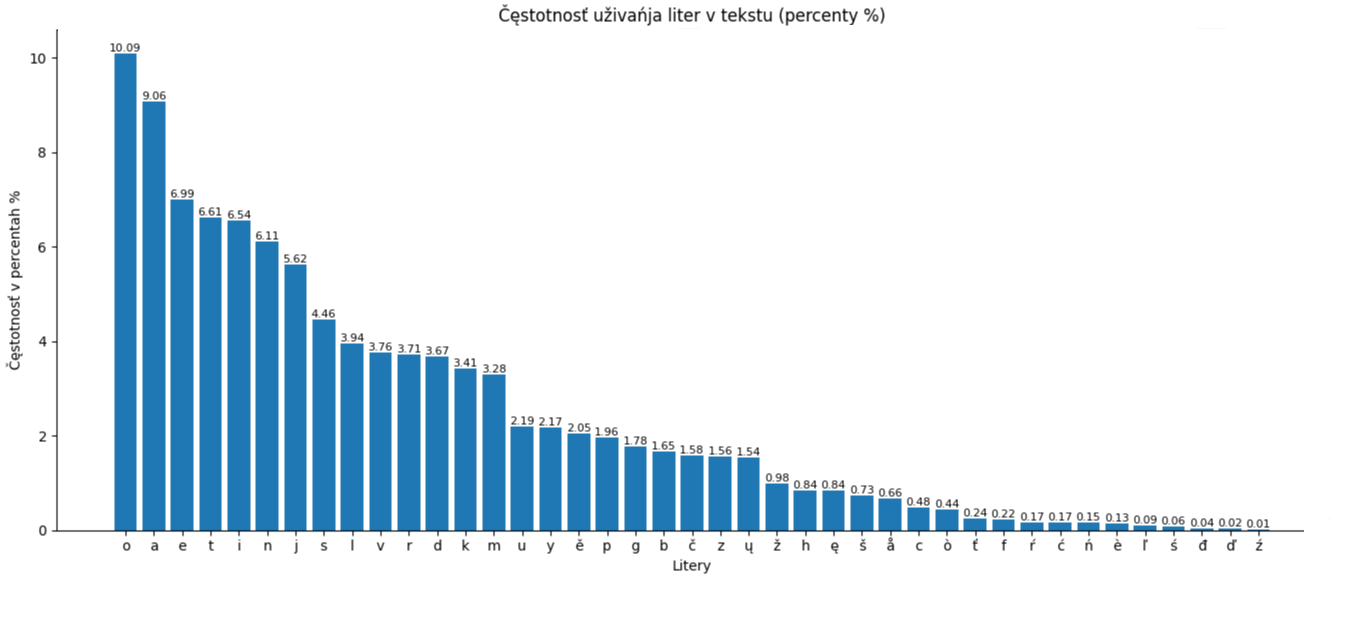 Čęstotnosť uživańja liter v tekstu (percenty %)
Čęstotnosť v percentah %
10
8
6
4
2
0
10.09 9.06 6.99 6.61 6.54 6.11 5.62 4.46 3.94 3.76 3.71 3.67 3.41 3.28 2.19 2.17 2.05 1.96 1.78 1.65 1.58 1.56 1.54 0.98 0.84 0.84 0.73 0.66 0.48 0.44 0.24 0.22 0.17 0.17 0.15 0.13 0.09 0.06 0.04 0.02 0.01
o a e t i n j s l v r d k m u y ě p g b č z ų ž h ę š å c ò ť f ŕ ć ń è ľ ś đ ď ź
Litery